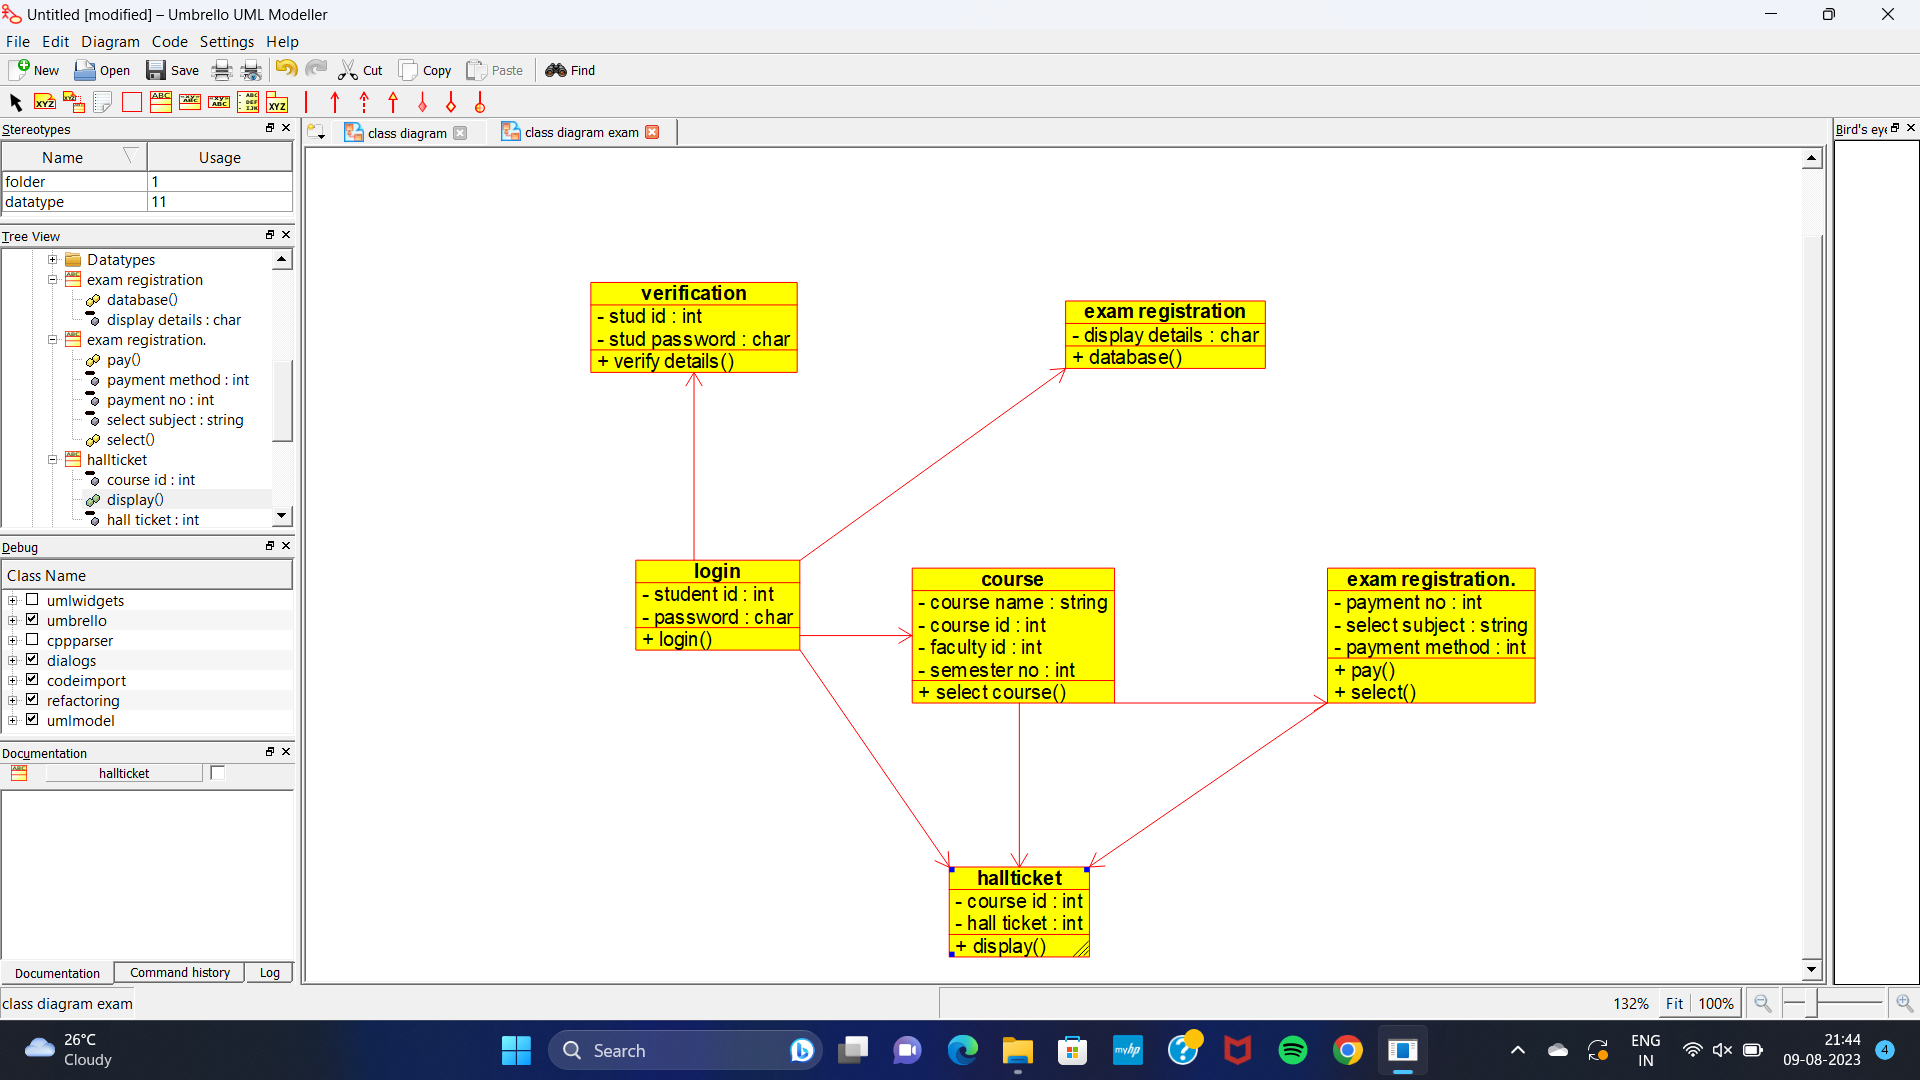 Untitled [modified] – Umbrello UML Modeller
File Edit Diagram Code Settings Help
New Open Save Cut Copy Paste Find
Stereotypes
Name Usage
folder 1
datatype 11
Tree View
Datatypes
exam registration
database()
display details : char
exam registration.
pay()
payment method : int
payment no : int
select subject : string
select()
hallticket
course id : int
display()
hall ticket : int
Debug
Class Name
umlwidgets
umbrello
cppparser
dialogs
codeimport
refactoring
umlmodel
Documentation
hallticket
Documentation Command history Log
class diagram exam
class diagram
class diagram exam
Bird's eye
verification
- stud id : int
- stud password : char
+ verify details()
exam registration
- display details : char
+ database()
login
- student id : int
- password : char
+ login()
course
- course name : string
- course id : int
- faculty id : int
- semester no : int
+ select course()
exam registration.
- payment no : int
- select subject : string
- payment method : int
+ pay()
+ select()
hallticket
- course id : int
- hall ticket : int
+ display()
132% Fit 100%
26°C
Cloudy
Search
myhp
ENG
IN
21:44
09-08-2023
4